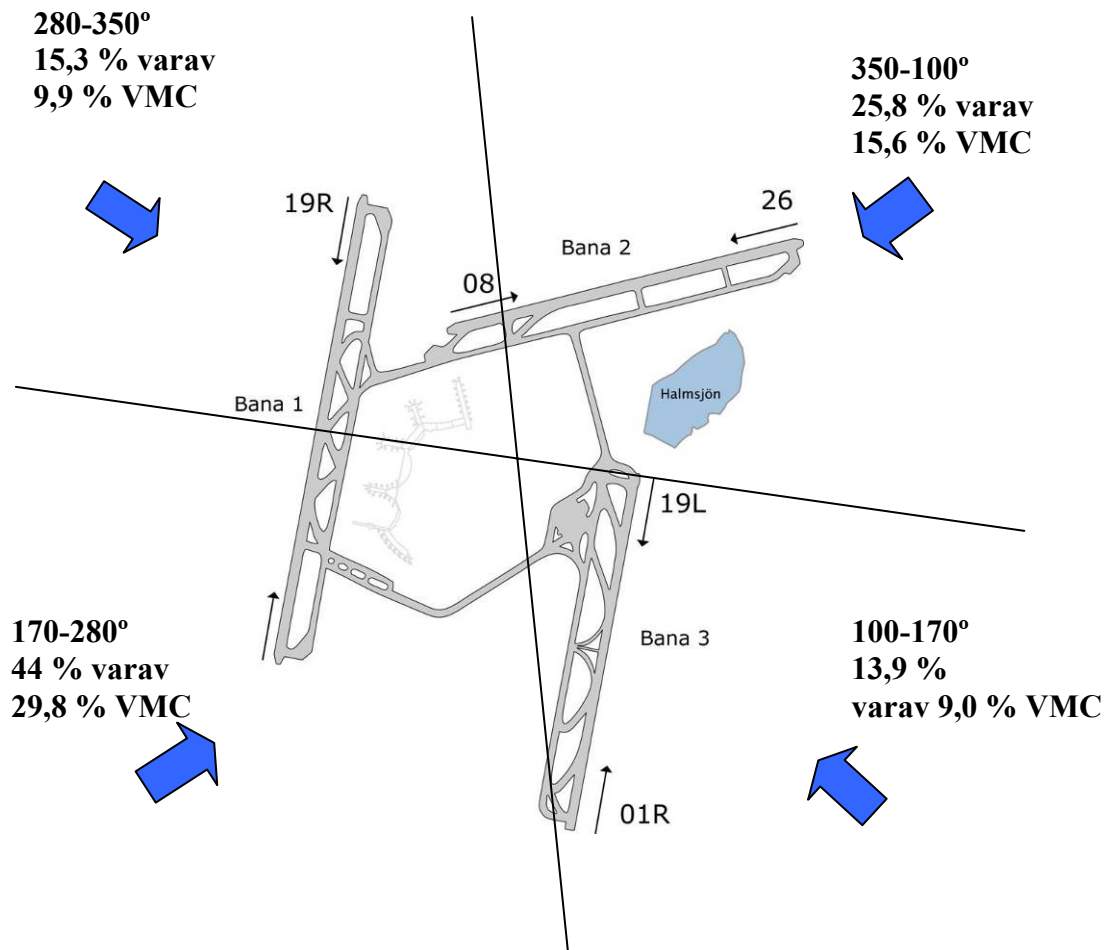 280-350º
15,3 % varav
9,9 % VMC
350-100º
25,8 % varav
15,6 % VMC
19R
26
Bana 2
08
Halmsjön
Bana 1
19L
170-280º
44 % varav
29,8 % VMC
Bana 3
100-170º
13,9 %
varav 9,0 % VMC
01R